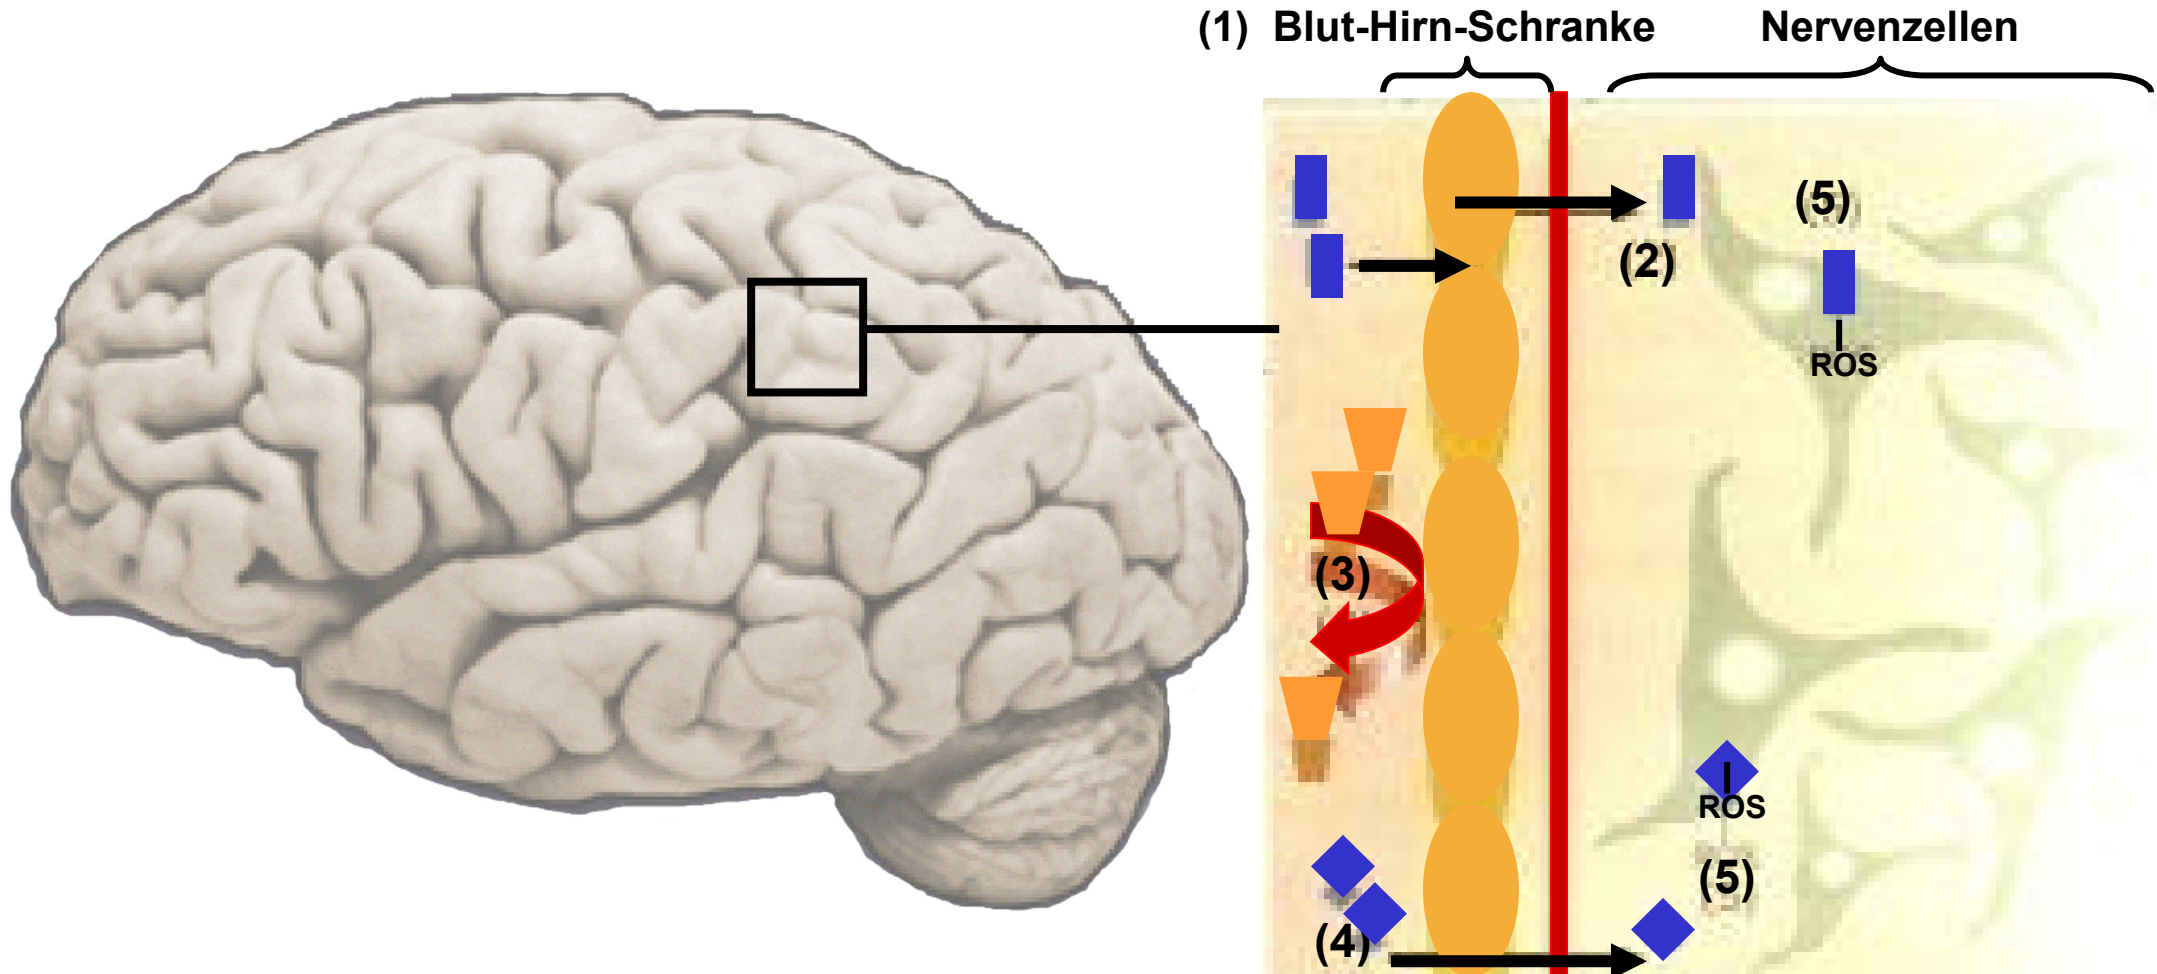 (1) Blut-Hirn-Schranke
Nervenzellen
(5)
(2)
ROS
(3)
ROS
(5)
(4)